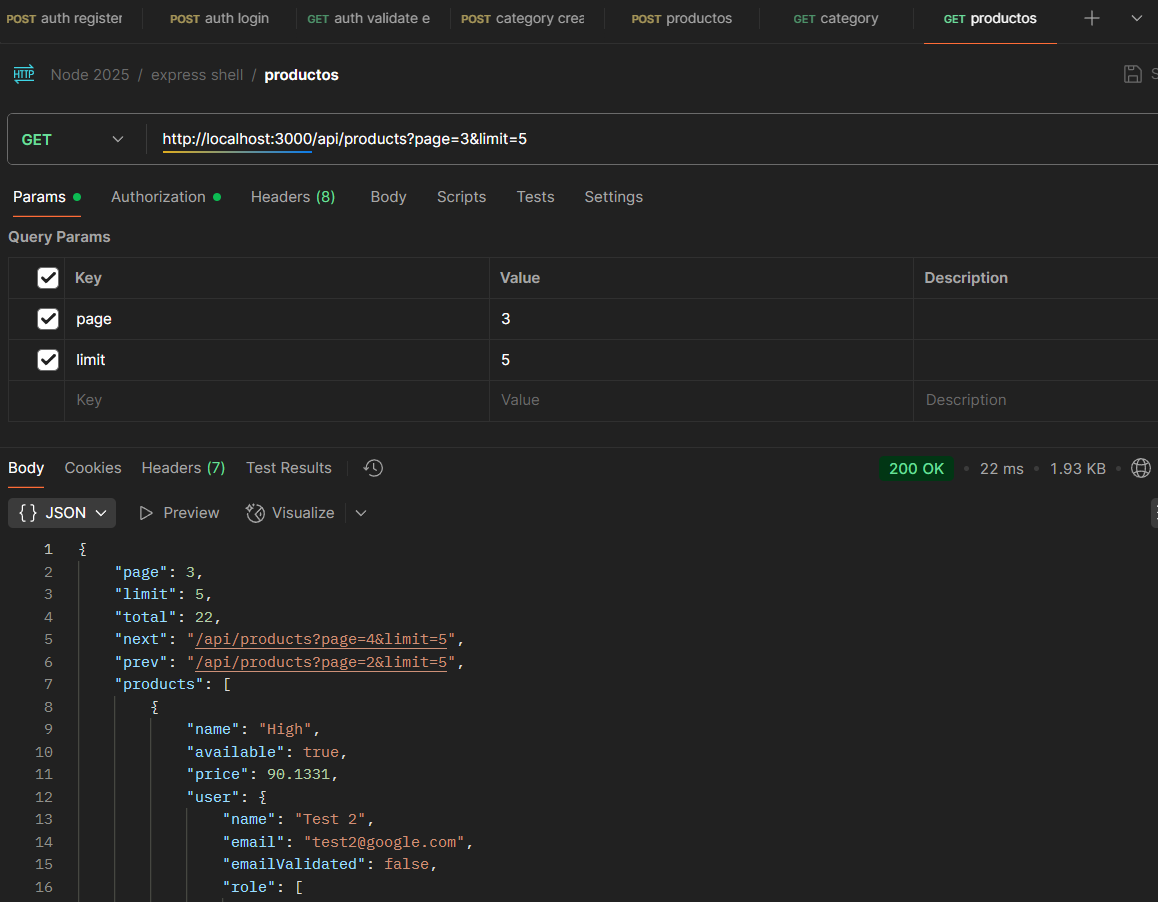 POST auth register POST auth login GET auth validate e POST category crea POST productos GET category GET productos
HTTP Node 2025 / express shell / productos
GET http://localhost:3000/api/products?page=3&limit=5
Params Authorization Headers (8) Body Scripts Tests Settings
Query Params
Key Value Description
page 3
limit 5
Key Value Description
Body Cookies Headers (7) Test Results 200 OK 22 ms 1.93 KB
{} JSON Preview Visualize
1 {
2 "page": 3,
3 "limit": 5,
4 "total": 22,
5 "next": "/api/products?page=4&limit=5",
6 "prev": "/api/products?page=2&limit=5",
7 "products": [
8 {
9 "name": "High",
10 "available": true,
11 "price": 90.1331,
12 "user": {
13 "name": "Test 2",
14 "email": "test2@google.com",
15 "emailValidated": false,
16 "role": [